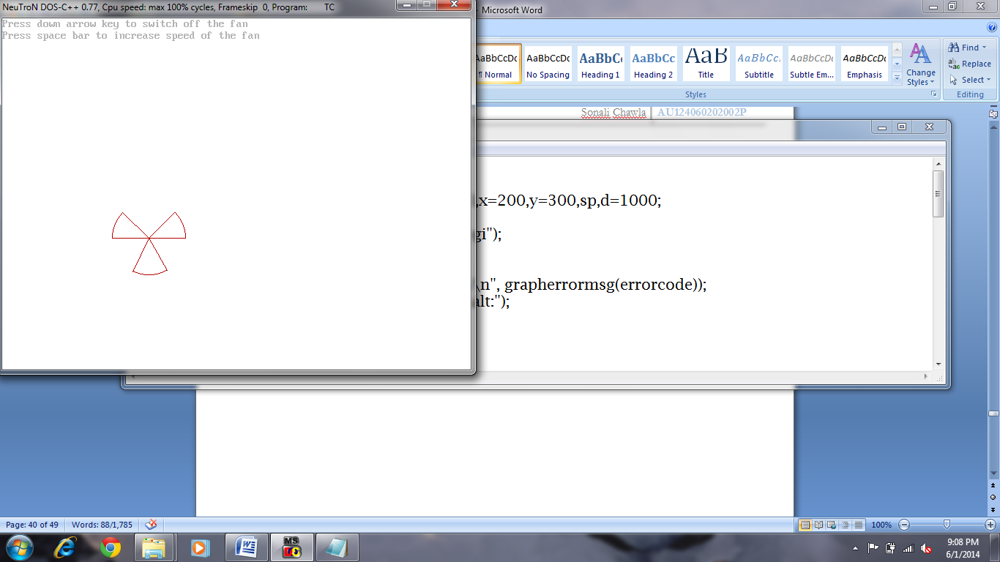 NeuTroN DOS-C++ 0.77, Cpu speed: max 100% cycles, Frameskip 0, Program: TC
- Microsoft Word
Press down arrow key to switch off the fan
Press space bar to increase speed of the fan
AaBbCcDc AaBbCcDc AaBbCc AaBbCc AaB AaBbCc. AaBbCcDc AaBbCcDc
¶ Normal No Spacing Heading 1 Heading 2 Title Subtitle Subtle Em... Emphasis
Change
Styles
Find
Replace
Select
Styles
Editing
Sonali Chawla AU124060202002P
,x=200,y=300,sp,d=1000;
gi");
\n", grapherrormsg(errorcode));
alt:");
Page: 40 of 49 Words: 88/1,785 100%
MS
9:08 PM
6/1/2014